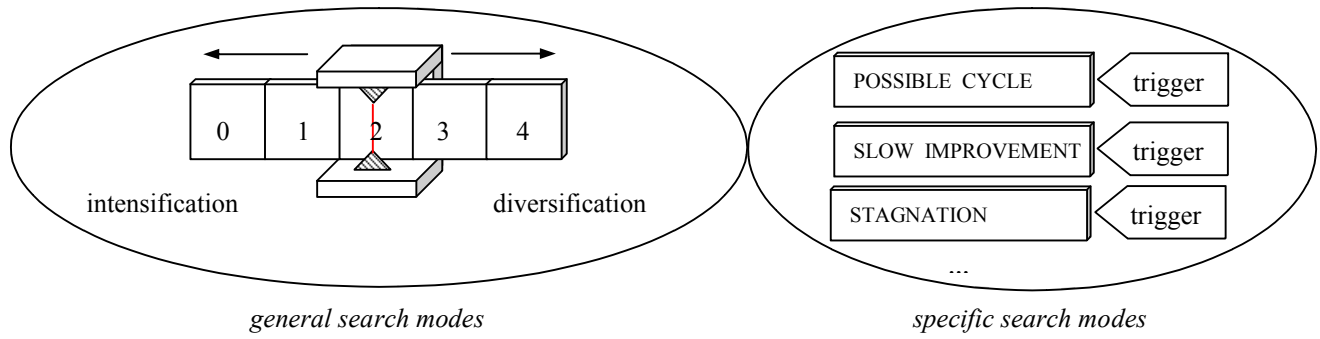 0 1 2 3 4
intensification diversification
general search modes
POSSIBLE CYCLE trigger
SLOW IMPROVEMENT trigger
STAGNATION trigger
...
specific search modes